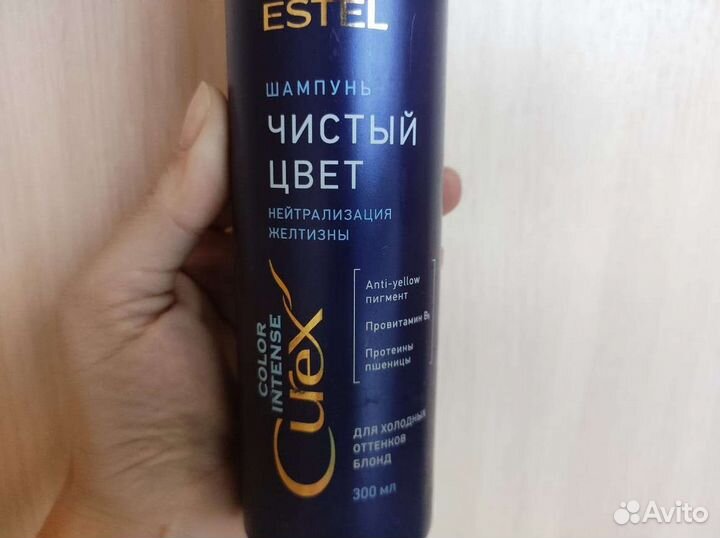 ESTEL
ШАМПУНЬ
ЧИСТЫЙ
ЦВЕТ
НЕЙТРАЛИЗАЦИЯ
ЖЕЛТИЗНЫ
Anti-yellow
пигмент
Провитамин B₅
Протеины
пшеницы
COLOR
INTENSE
Curex
ДЛЯ ХОЛОДНЫХ
ОТТЕНКОВ
БЛОНД
300 мл
Avito